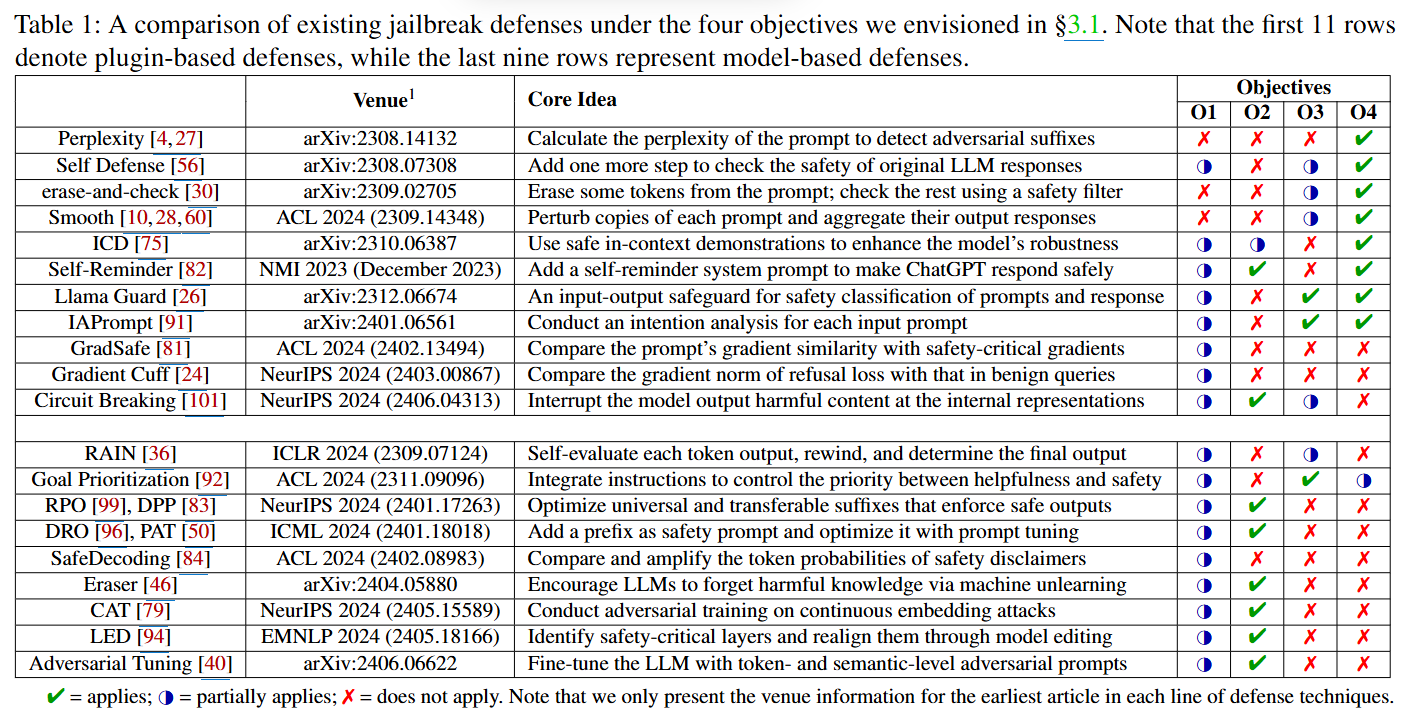 Table 1: A comparison of existing jailbreak defenses under the four objectives we envisioned in §3.1. Note that the first 11 rows
denote plugin-based defenses, while the last nine rows represent model-based defenses.
Venue1 Core Idea Objectives
O1 O2 O3 O4
Perplexity [4,27] arXiv:2308.14132 Calculate the perplexity of the prompt to detect adversarial suffixes ✗ ✗ ✗ ✔
Self Defense [56] arXiv:2308.07308 Add one more step to check the safety of original LLM responses ◑ ✗ ◑ ✔
erase-and-check [30] arXiv:2309.02705 Erase some tokens from the prompt; check the rest using a safety filter ✗ ✗ ◑ ✔
Smooth [10,28,60] ACL 2024 (2309.14348) Perturb copies of each prompt and aggregate their output responses ✗ ✗ ◑ ✔
ICD [75] arXiv:2310.06387 Use safe in-context demonstrations to enhance the model's robustness ◑ ◑ ✗ ✔
Self-Reminder [82] NMI 2023 (December 2023) Add a self-reminder system prompt to make ChatGPT respond safely ◑ ✔ ✗ ✔
Llama Guard [26] arXiv:2312.06674 An input-output safeguard for safety classification of prompts and response ◑ ✗ ✔ ✔
IAPrompt [91] arXiv:2401.06561 Conduct an intention analysis for each input prompt ◑ ✗ ✔ ✔
GradSafe [81] ACL 2024 (2402.13494) Compare the prompt's gradient similarity with safety-critical gradients ◑ ✗ ✗ ✗
Gradient Cuff [24] NeurIPS 2024 (2403.00867) Compare the gradient norm of refusal loss with that in benign queries ◑ ✗ ✗ ✗
Circuit Breaking [101] NeurIPS 2024 (2406.04313) Interrupt the model output harmful content at the internal representations ◑ ✔ ◑ ✗
RAIN [36] ICLR 2024 (2309.07124) Self-evaluate each token output, rewind, and determine the final output ◑ ✗ ◑ ✗
Goal Prioritization [92] ACL 2024 (2311.09096) Integrate instructions to control the priority between helpfulness and safety ◑ ✗ ✔ ◑
RPO [99], DPP [83] NeurIPS 2024 (2401.17263) Optimize universal and transferable suffixes that enforce safe outputs ◑ ✔ ✗ ✗
DRO [96], PAT [50] ICML 2024 (2401.18018) Add a prefix as safety prompt and optimize it with prompt tuning ◑ ✔ ✗ ✗
SafeDecoding [84] ACL 2024 (2402.08983) Compare and amplify the token probabilities of safety disclaimers ◑ ✗ ✗ ✗
Eraser [46] arXiv:2404.05880 Encourage LLMs to forget harmful knowledge via machine unlearning ◑ ✔ ✗ ✗
CAT [79] NeurIPS 2024 (2405.15589) Conduct adversarial training on continuous embedding attacks ◑ ✔ ✗ ✗
LED [94] EMNLP 2024 (2405.18166) Identify safety-critical layers and realign them through model editing ◑ ✔ ✗ ✗
Adversarial Tuning [40] arXiv:2406.06622 Fine-tune the LLM with token- and semantic-level adversarial prompts ◑ ✔ ✗ ✗
✔ = applies; ◑ = partially applies; ✗ = does not apply. Note that we only present the venue information for the earliest article in each line of defense techniques.